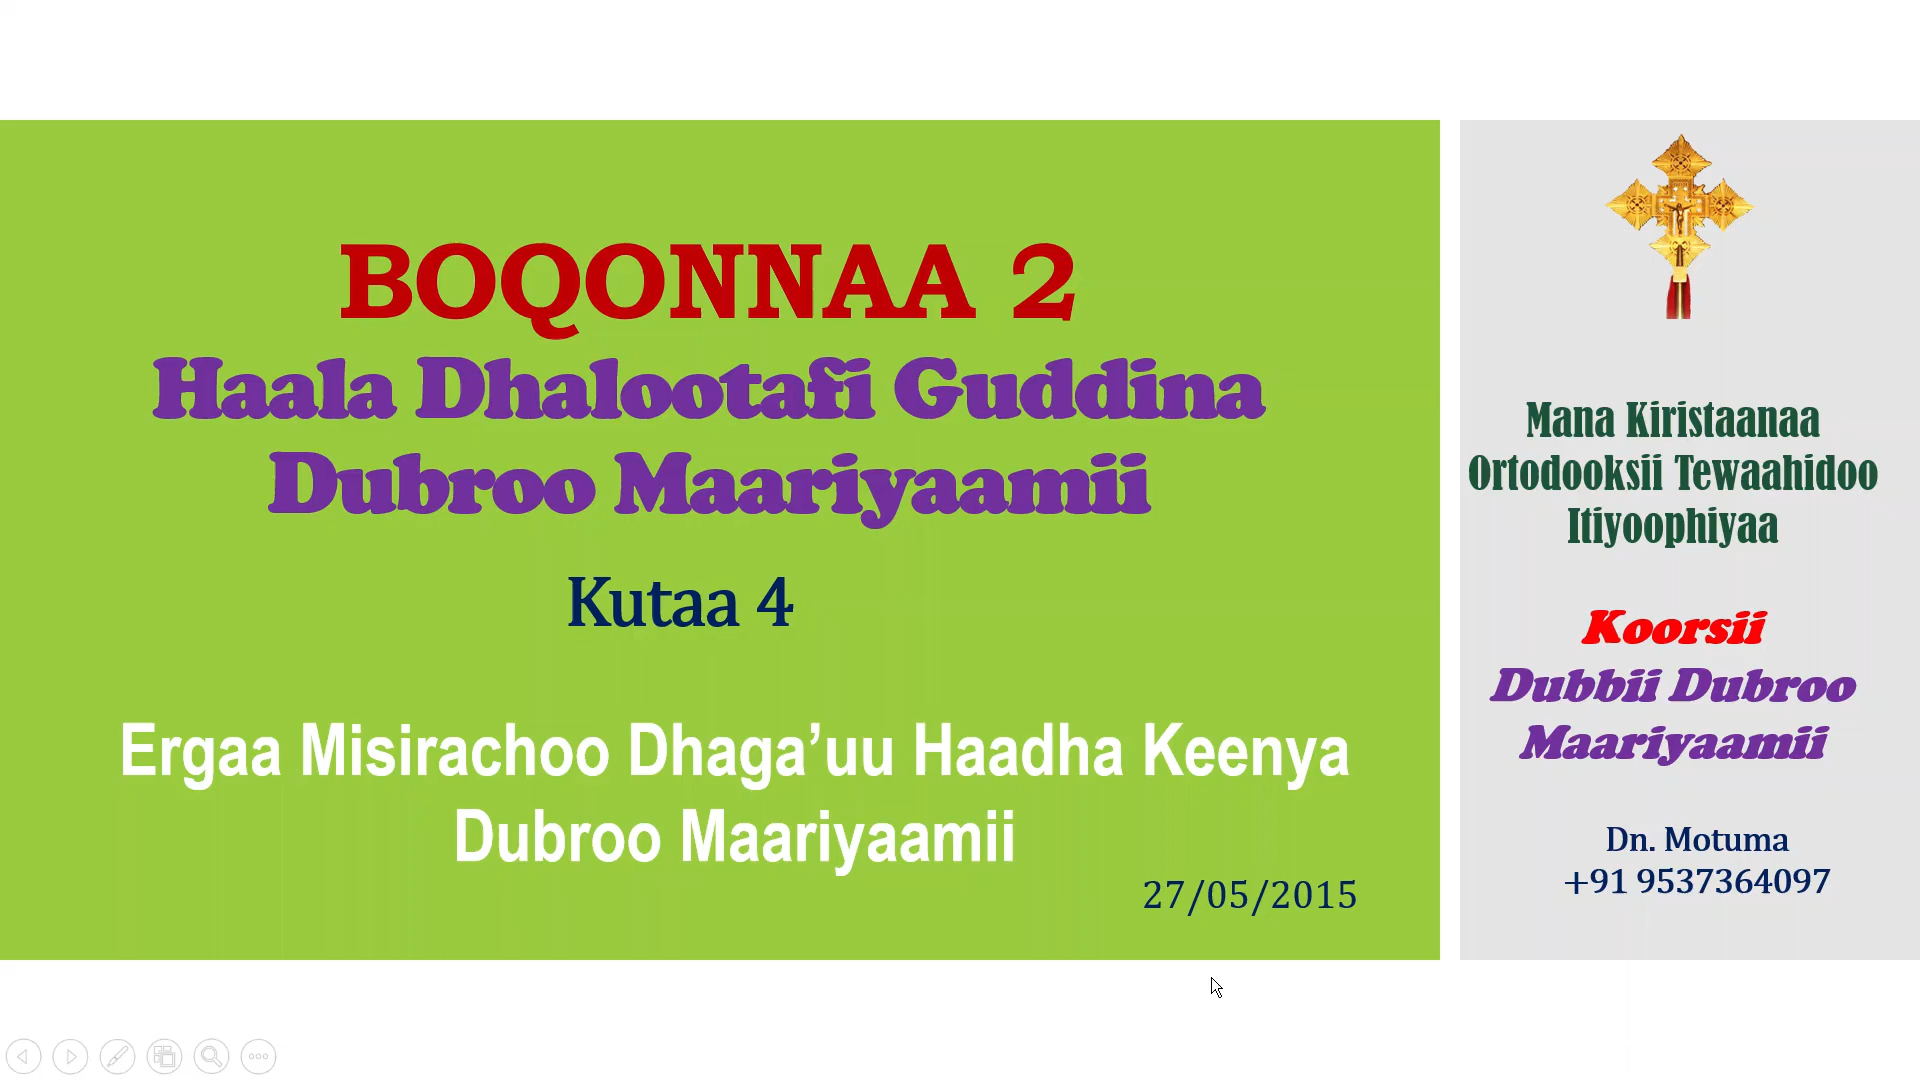 BOQONNAA 2
Haala Dhalootafi Guddina
Dubroo Maariyaamii
Kutaa 4
Ergaa Misirachoo Dhaga’uu Haadha Keenya
Dubroo Maariyaamii
27/05/2015
Mana Kiristaanaa
Ortodooksii Tewaahidoo
Itiyoophiyaa
Koorsii
Dubbii Dubroo
Maariyaamii
Dn. Motuma
+91 9537364097